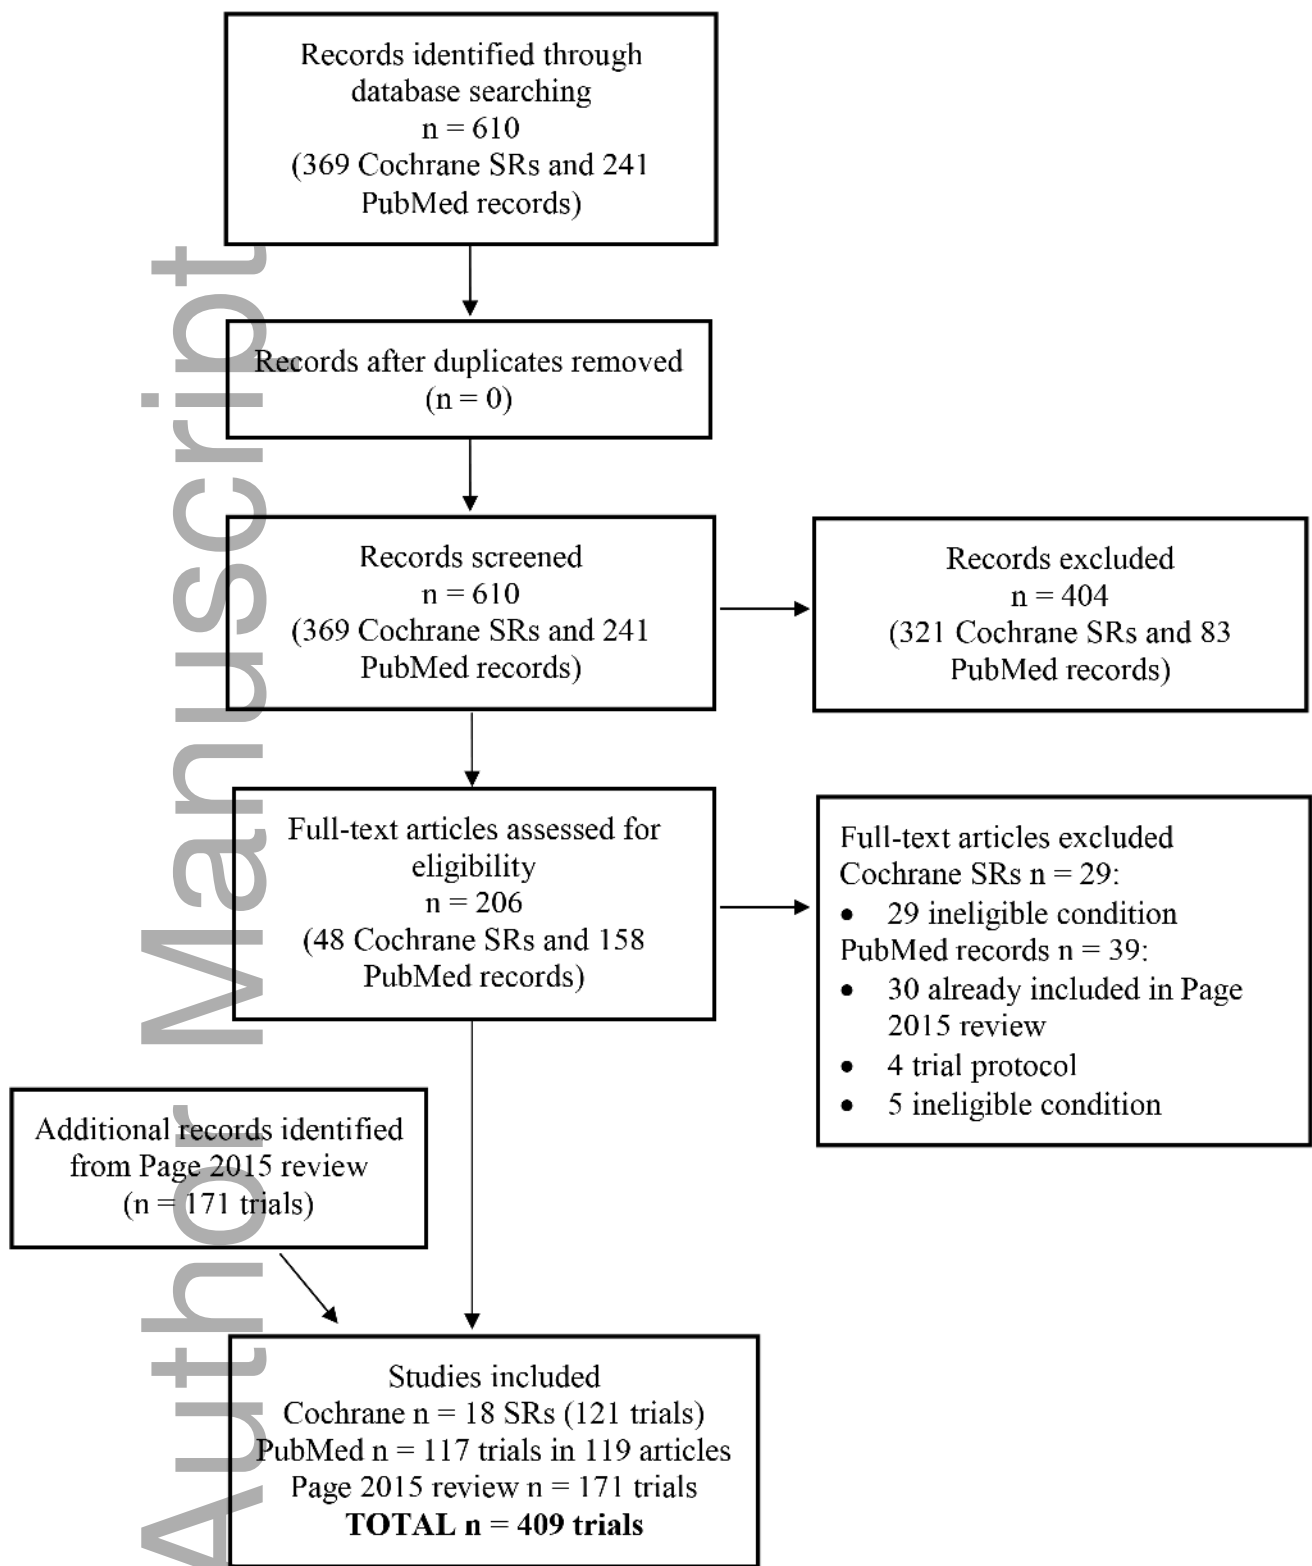 Records identified through
database searching
n = 610
(369 Cochrane SRs and 241
PubMed records)
Records after duplicates removed
(n = 0)
Records screened
n = 610
(369 Cochrane SRs and 241
PubMed records)
Records excluded
n = 404
(321 Cochrane SRs and 83
PubMed records)
Full-text articles assessed for
eligibility
n = 206
(48 Cochrane SRs and 158
PubMed records)
Full-text articles excluded
Cochrane SRs n = 29:
• 29 ineligible condition
PubMed records n = 39:
• 30 already included in Page
2015 review
• 4 trial protocol
• 5 ineligible condition
Additional records identified
from Page 2015 review
(n = 171 trials)
Studies included
Cochrane n = 18 SRs (121 trials)
PubMed n = 117 trials in 119 articles
Page 2015 review n = 171 trials
TOTAL n = 409 trials
Author Manuscript